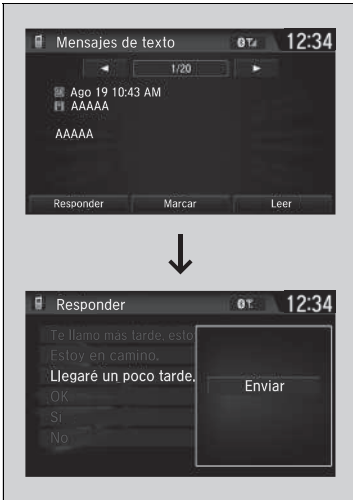 Mensajes de texto 12:34
1/20
Ago 19 10:43 AM
AAAAA
AAAAA
Responder Marcar Leer
Responder 12:34
Te llamo más tarde, esto
Estoy en camino.
Llegaré un poco tarde.
OK
Sí
No
Enviar